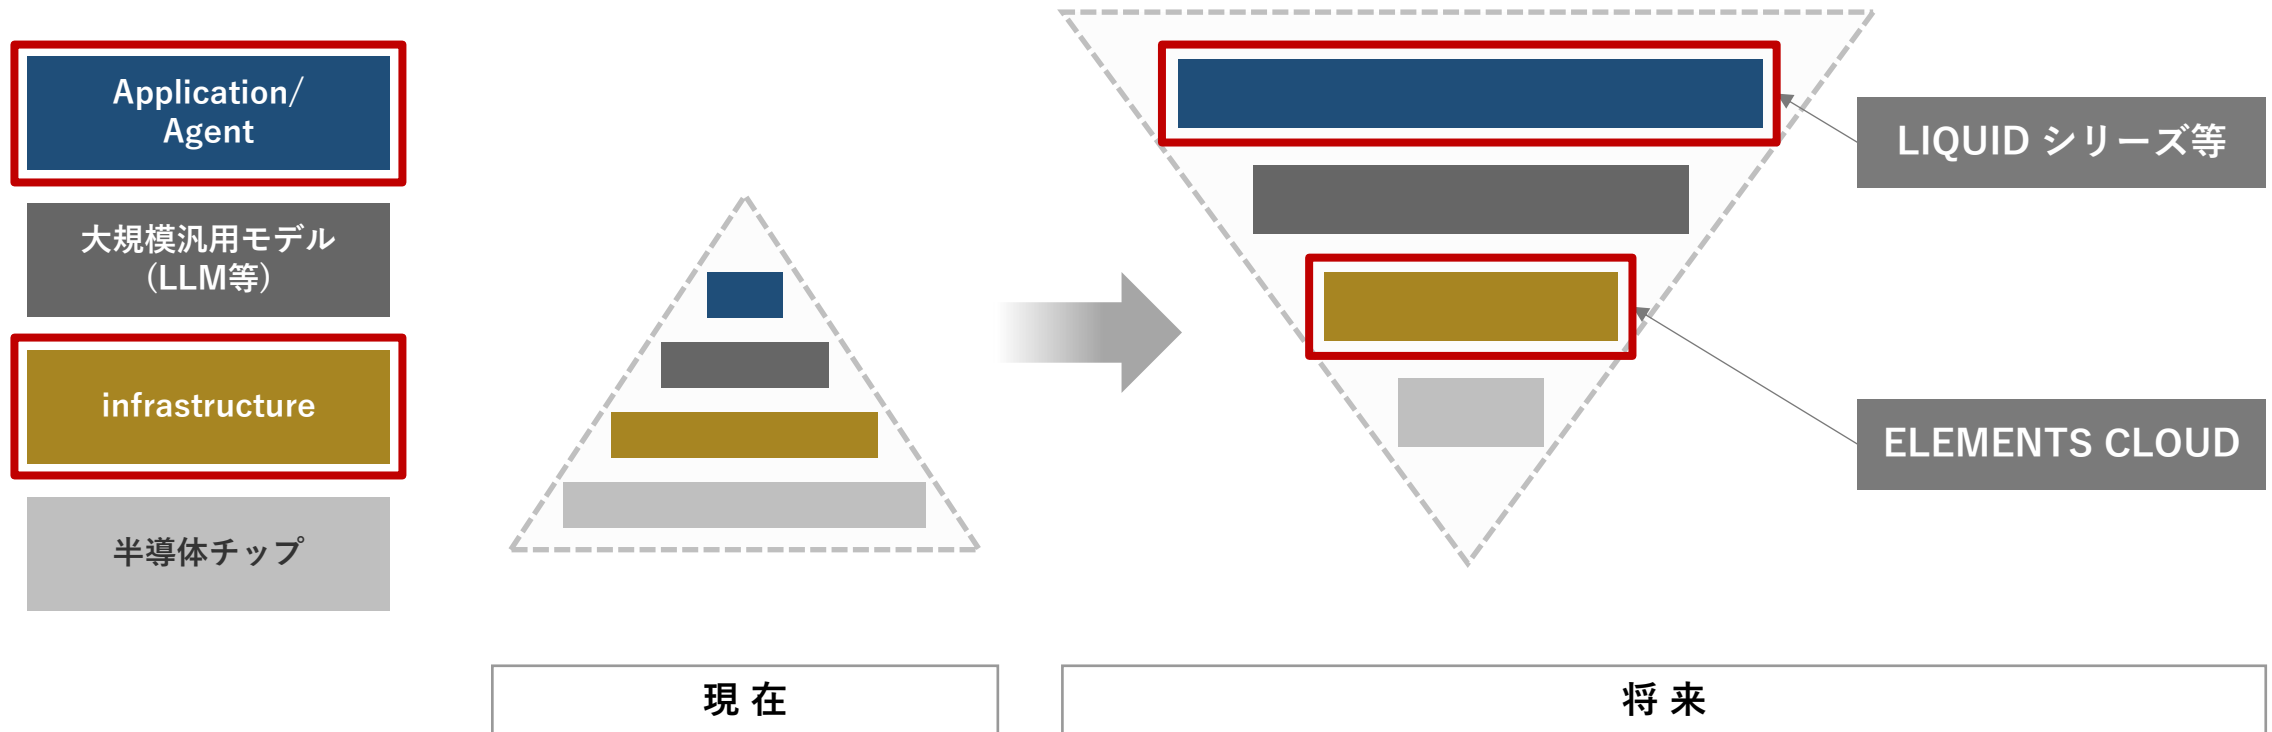 Application/
Agent
大規模汎用モデル
(LLM等)
infrastructure
半導体チップ
LIQUID シリーズ等
ELEMENTS CLOUD
現 在
将 来